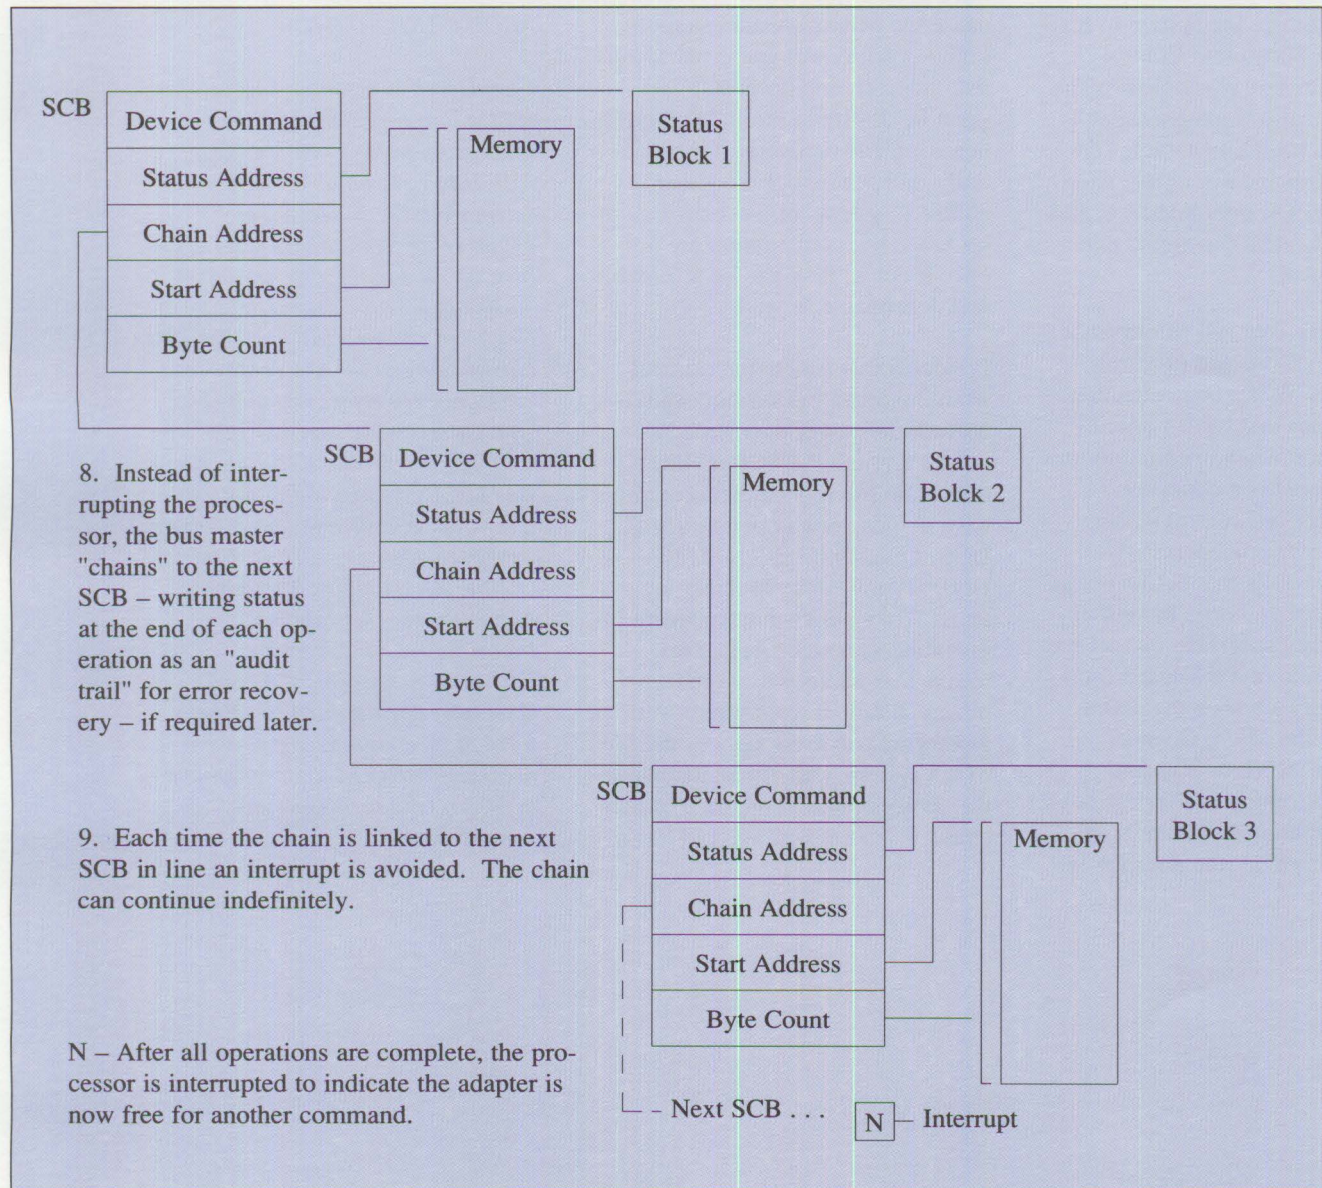 SCB
Device Command
Status Address
Chain Address
Start Address
Byte Count
Memory
Status
Block 1
SCB
Device Command
Status Address
Chain Address
Start Address
Byte Count
Memory
Status
Bolck 2
8. Instead of inter-
rupting the proces-
sor, the bus master
"chains" to the next
SCB – writing status
at the end of each op-
eration as an "audit
trail" for error recov-
ery – if required later.
SCB
Device Command
Status Address
Chain Address
Start Address
Byte Count
Memory
Status
Block 3
9. Each time the chain is linked to the next
SCB in line an interrupt is avoided. The chain
can continue indefinitely.
N – After all operations are complete, the pro-
cessor is interrupted to indicate the adapter is
now free for another command.
Next SCB . . .
N
Interrupt